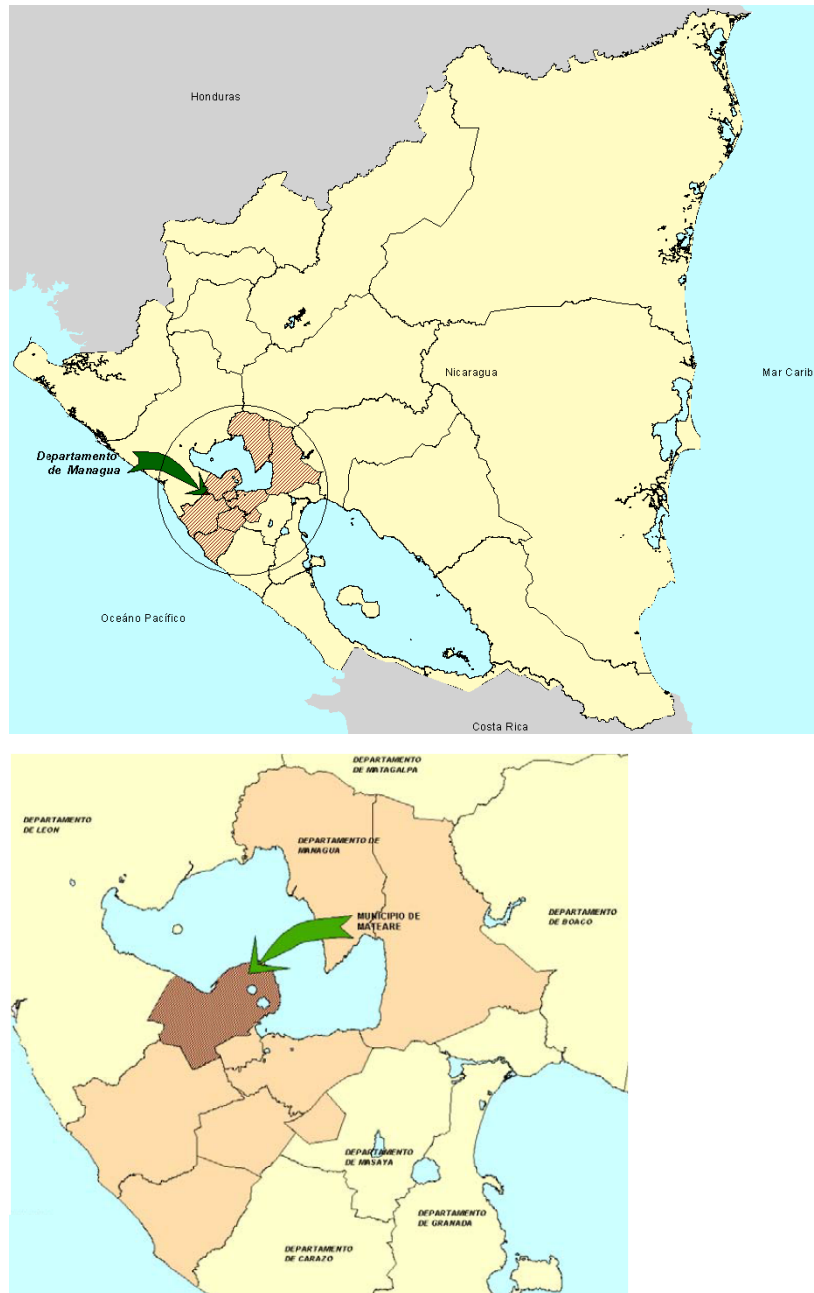 Honduras
Nicaragua
Mar Carib
Departamento
de Managua
Oceáno Pacífico
Costa Rica
DEPARTAMENTO
DE MATAGALPA
DEPARTAMENTO
DE LEON
DEPARTAMENTO DE
MANAGUA
MUNICIPIO DE
MATEARE
DEPARTAMENTO
DE BOACO
DEPARTAMENTO
DE MASAYA
DEPARTAMENTO
DE GRANADA
DEPARTAMENTO
DE CARAZO